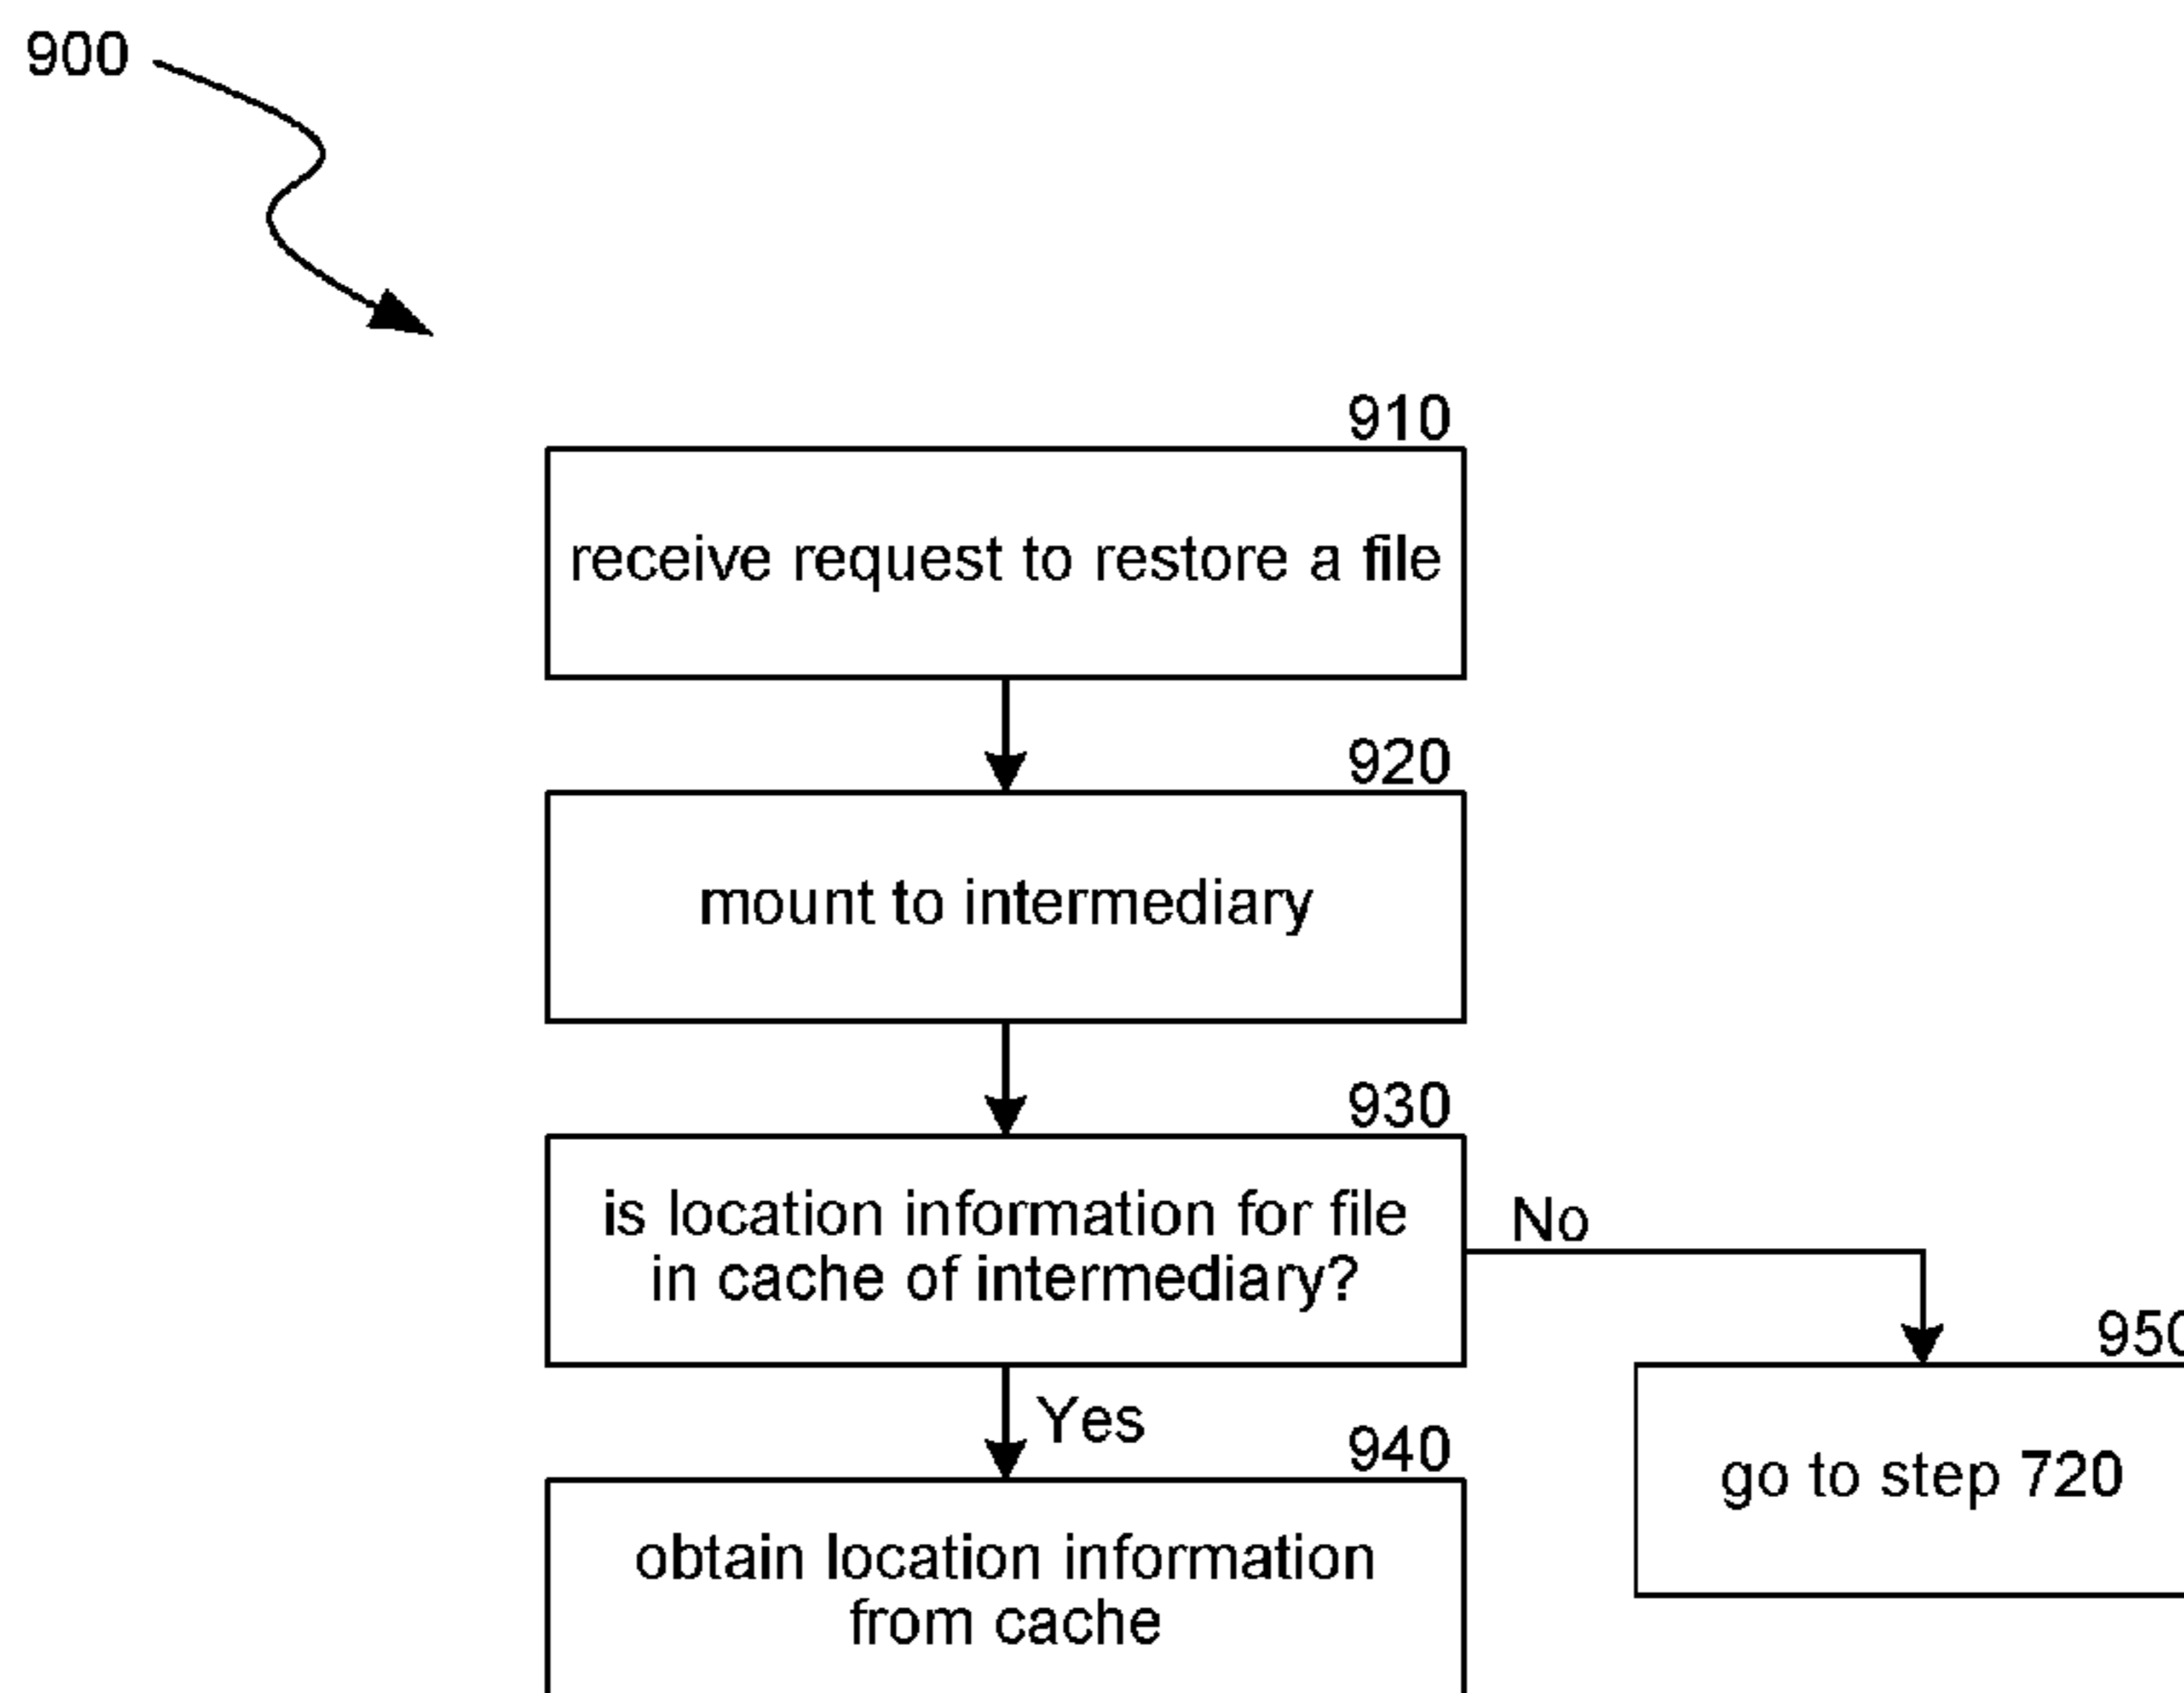 900
910
receive request to restore a file
920
mount to intermediary
930
is location information for file
in cache of intermediary?
No
Yes
950
go to step 720
940
obtain location information
from cache